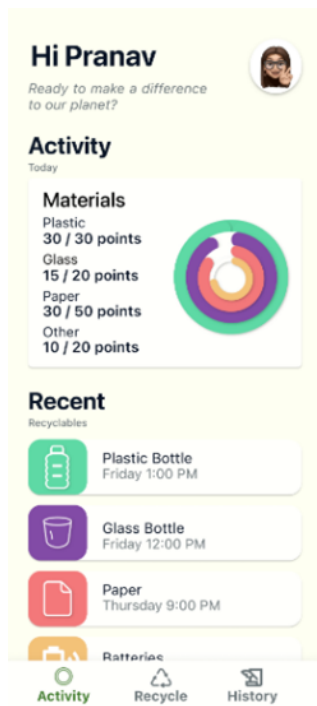 Hi Pranav
Ready to make a difference
to our planet?
Activity
Today
Materials
Plastic
30 / 30 points
Glass
15 / 20 points
Paper
30 / 50 points
Other
10 / 20 points
Recent
Recyclables
Plastic Bottle
Friday 1:00 PM
Glass Bottle
Friday 12:00 PM
Paper
Thursday 9:00 PM
Batteries
Activity Recycle History